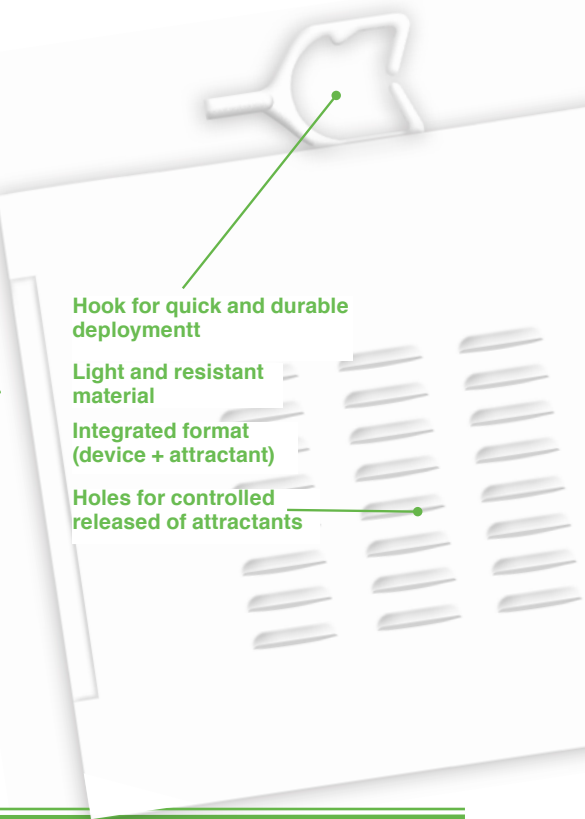 Hook for quick and durable
deploymentt
Light and resistant
material
Integrated format
(device + attractant)
Holes for controlled
released of attractants